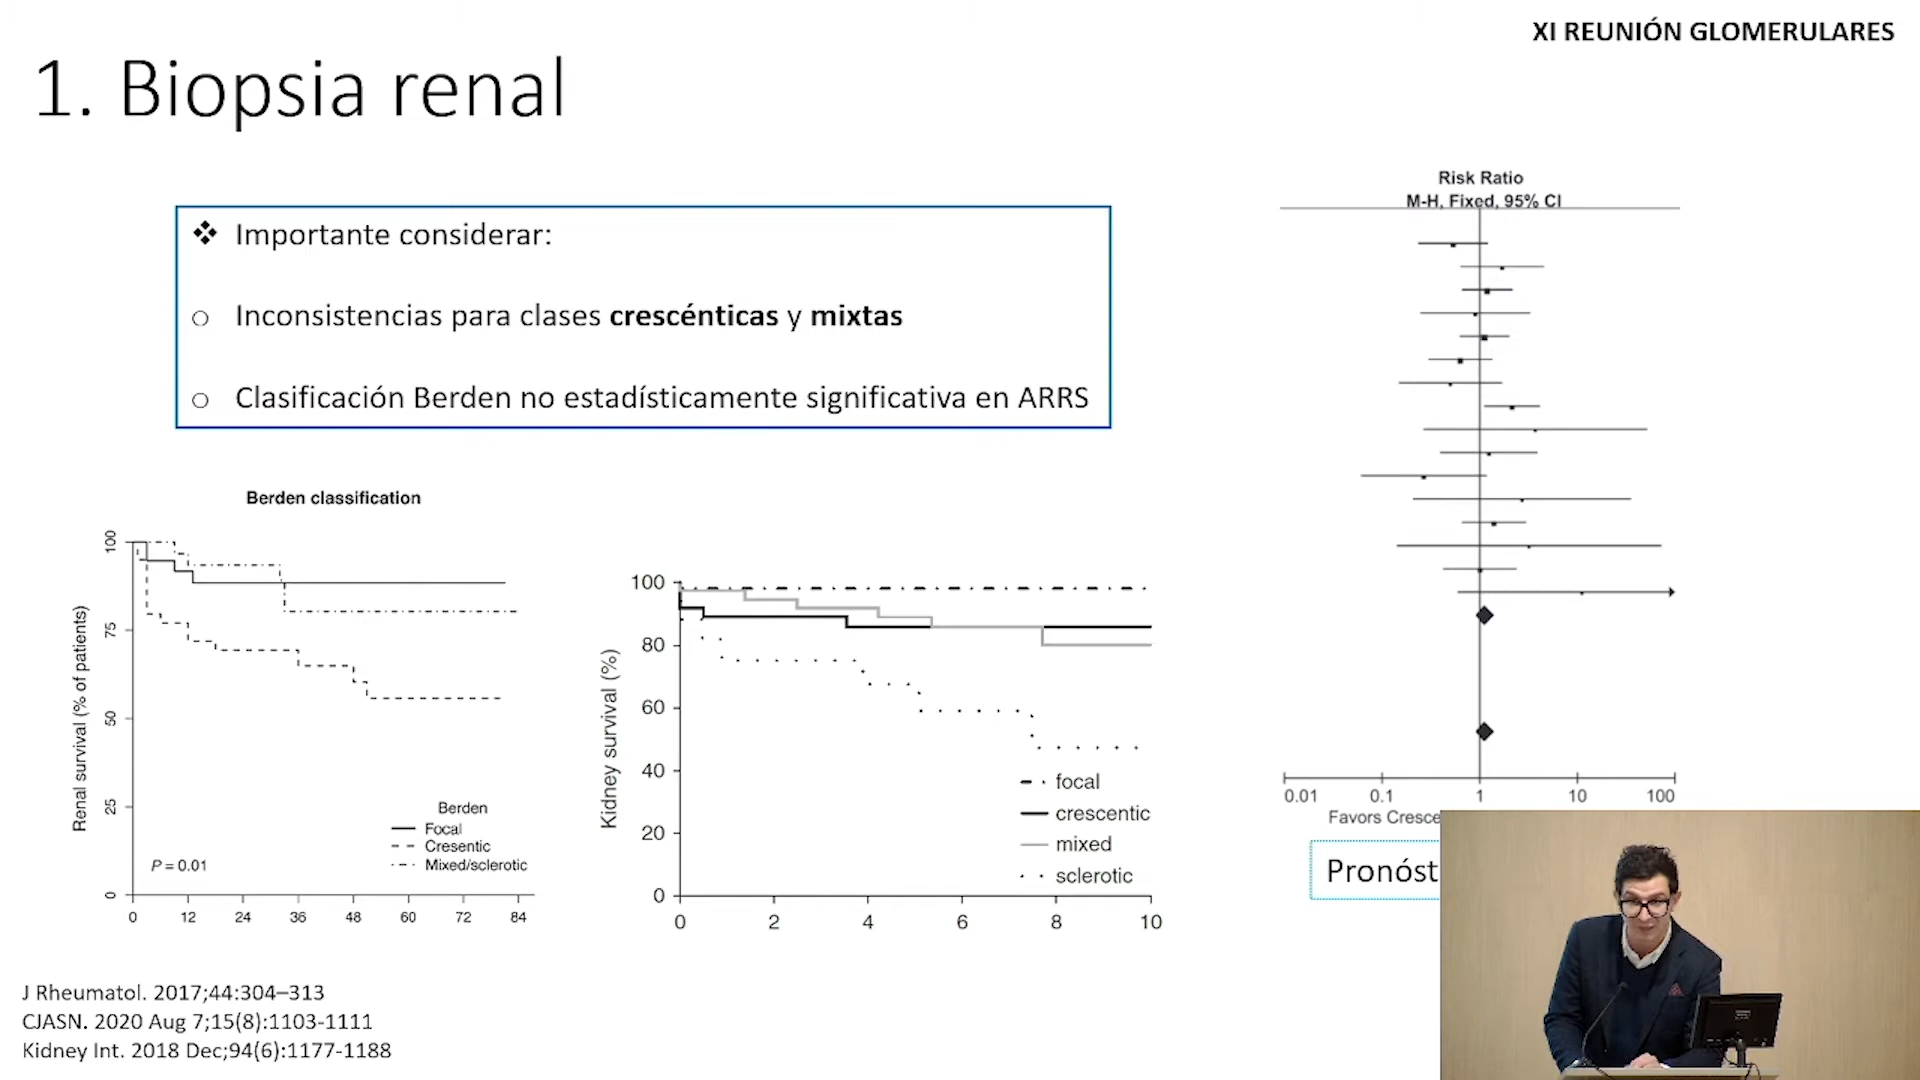 XI REUNIÓN GLOMERULARES
1. Biopsia renal
❖ Importante considerar:
○ Inconsistencias para clases crescénticas y mixtas
○ Clasificación Berden no estadísticamente significativa en ARRS
Berden classification
Renal survival (% of patients)
100
75
50
25
0
P = 0.01
Berden
Focal
Cresentic
Mixed/sclerotic
0 12 24 36 48 60 72 84
Kidney survival (%)
100
80
60
40
20
0
focal
crescentic
mixed
sclerotic
0 2 4 6 8 10
Risk Ratio
M-H, Fixed, 95% CI
0.01 0.1 1 10 100
Favors Cresce
Pronóst
J Rheumatol. 2017;44:304–313
CJASN. 2020 Aug 7;15(8):1103-1111
Kidney Int. 2018 Dec;94(6):1177-1188